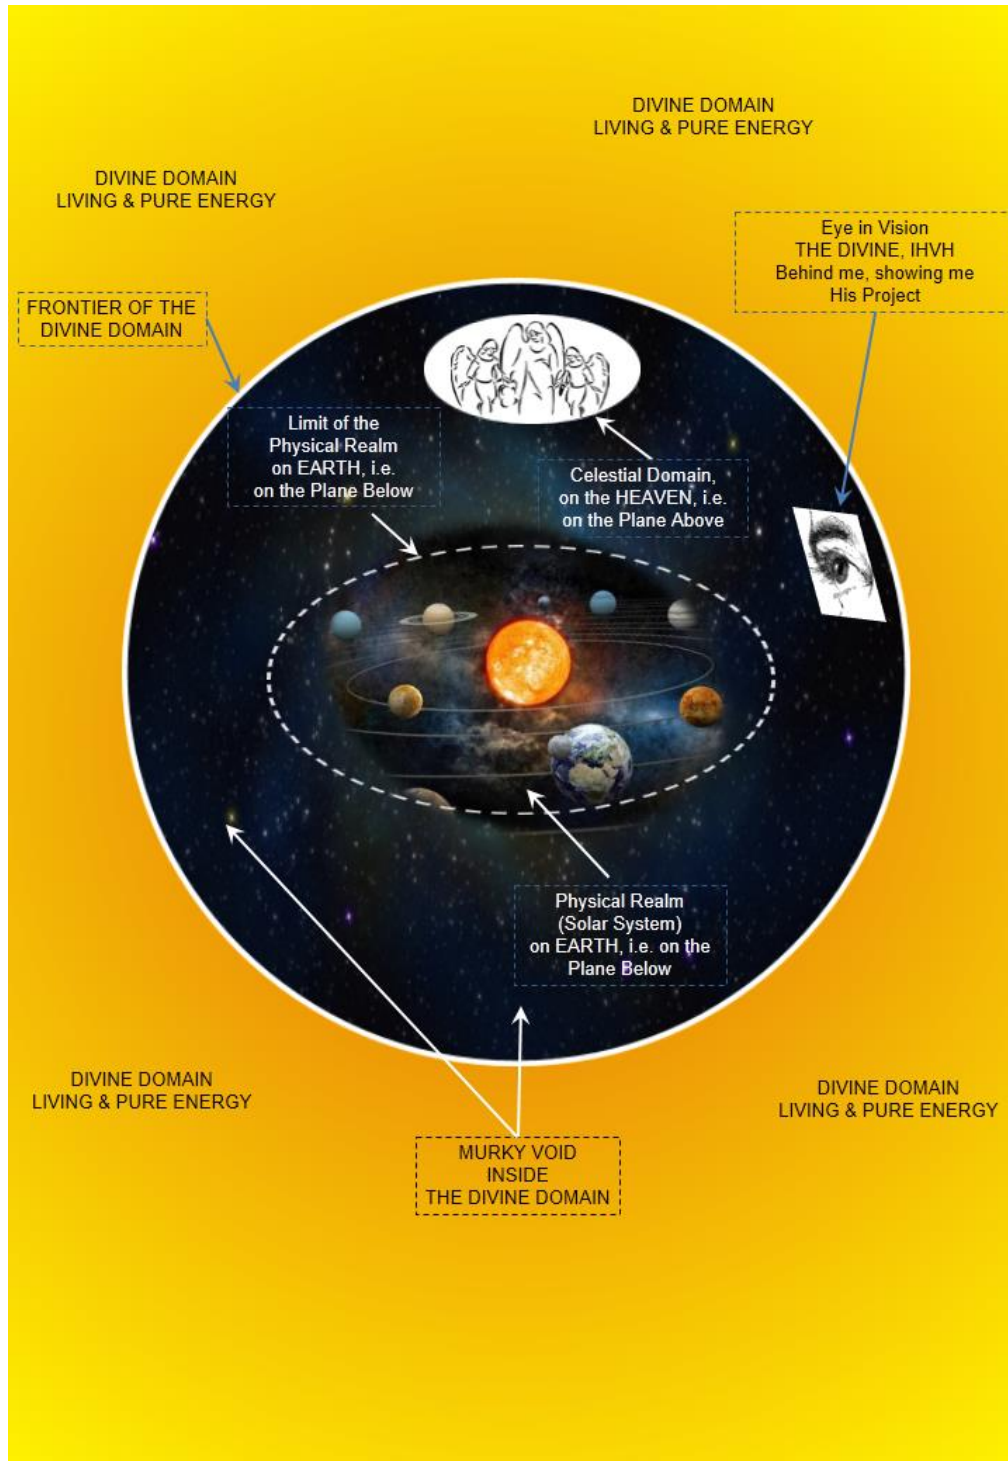 DIVINE DOMAIN
LIVING & PURE ENERGY
DIVINE DOMAIN
LIVING & PURE ENERGY
Eye in Vision
THE DIVINE, IHVH
Behind me, showing me
His Project
FRONTIER OF THE
DIVINE DOMAIN
Limit of the
Physical Realm
on EARTH, i.e.
on the Plane Below
Celestial Domain,
on the HEAVEN, i.e.
on the Plane Above
Physical Realm
(Solar System)
on EARTH, i.e. on the
Plane Below
DIVINE DOMAIN
LIVING & PURE ENERGY
DIVINE DOMAIN
LIVING & PURE ENERGY
MURKY VOID
INSIDE
THE DIVINE DOMAIN